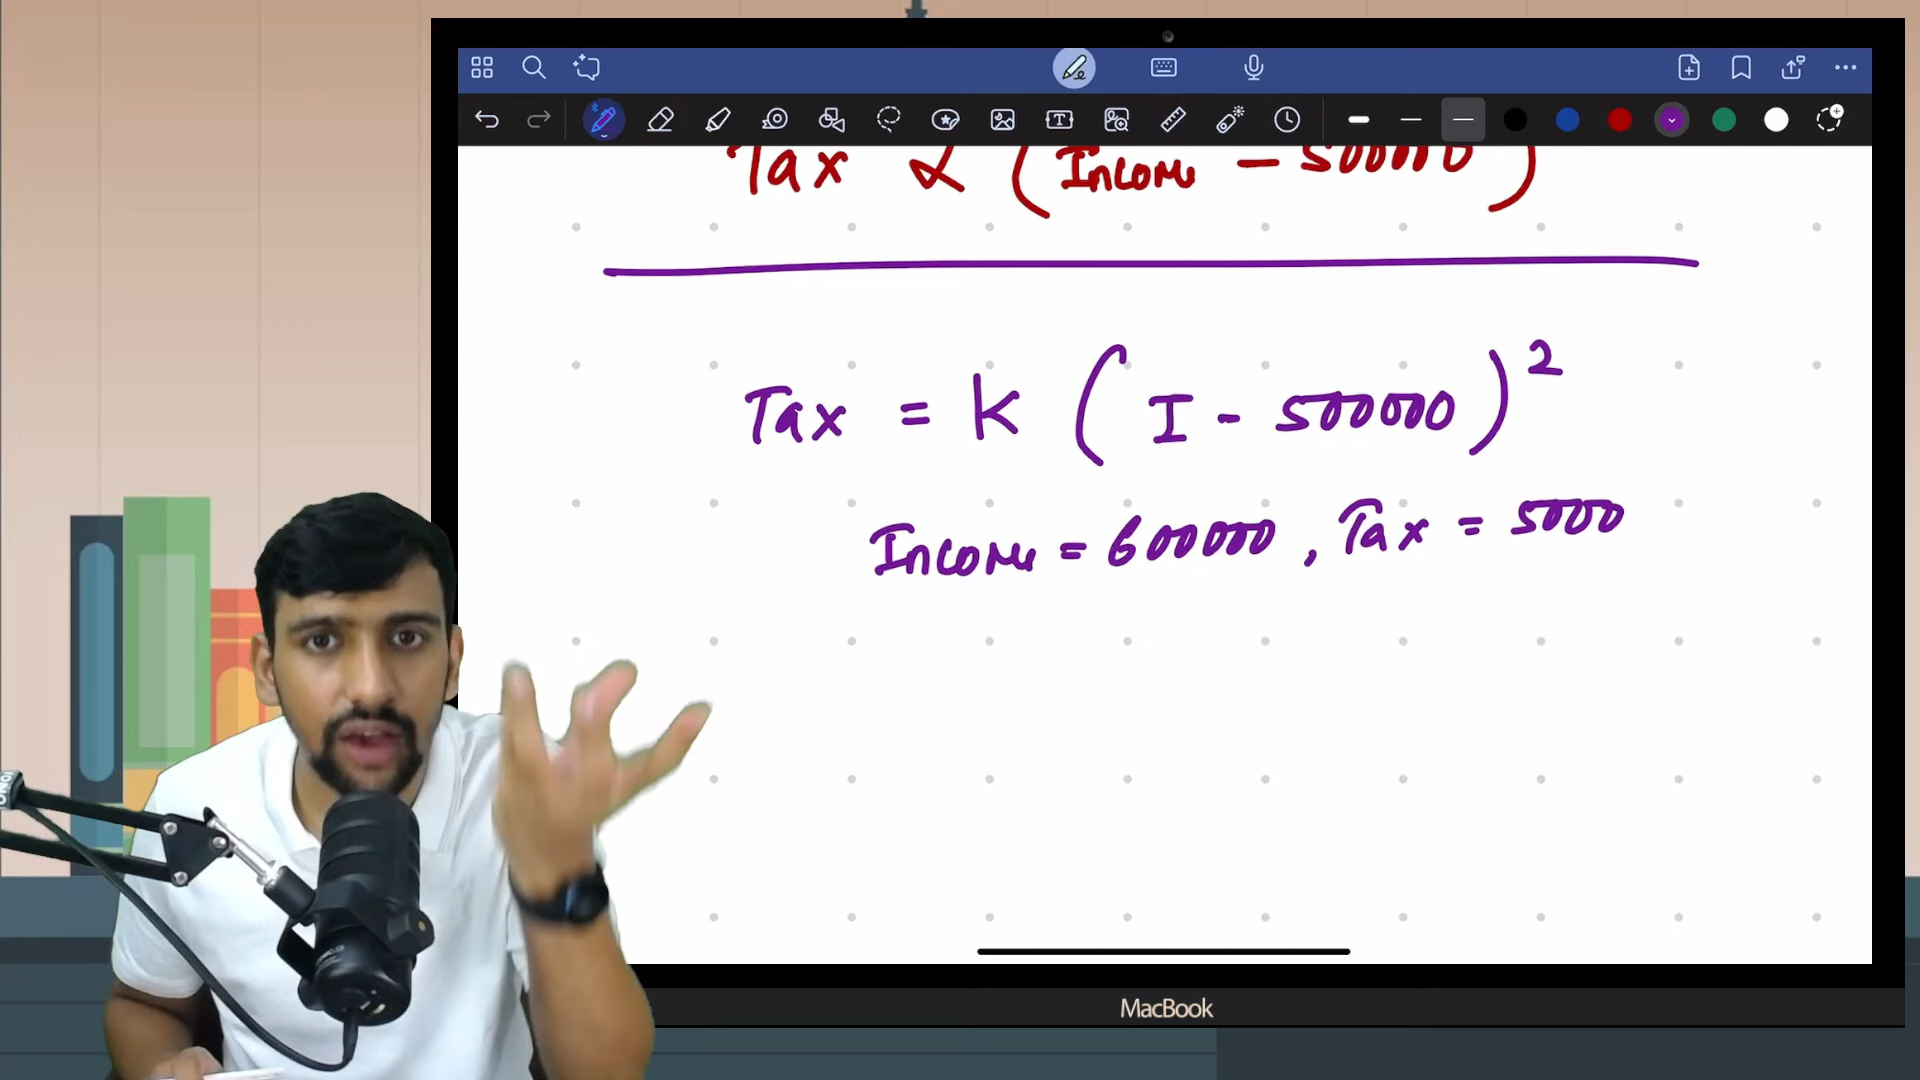 Tax ∝ (Income - 500000)
Tax = K (I - 500000)²
Income = 600000, Tax = 5000
MacBook